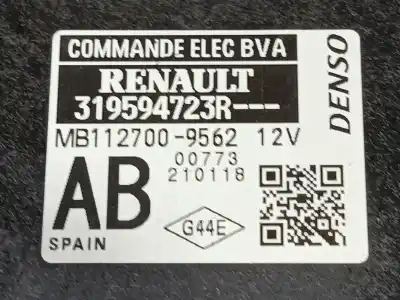 COMMANDE ELEC BVA
RENAULT
319594723R---
MB112700-9562 12V
00773
210118
AB
SPAIN
G44E
DENSO